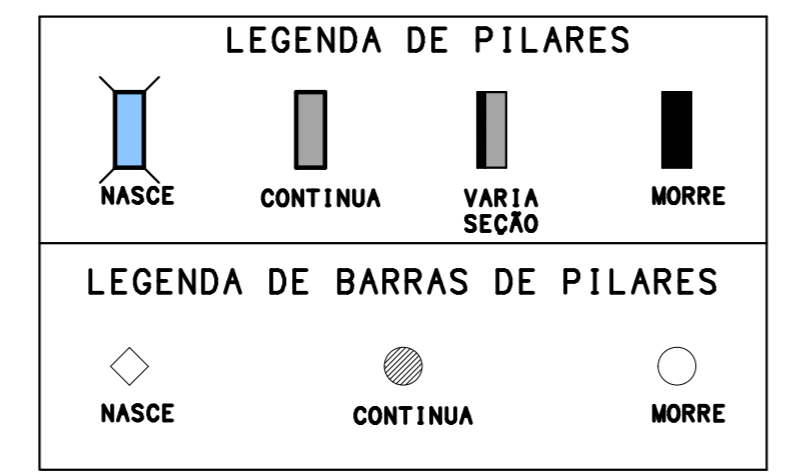 LEGENDA DE PILARES
NASCE
CONTINUA
VARIA
SEÇÃO
MORRE
LEGENDA DE BARRAS DE PILARES
NASCE
CONTINUA
MORRE